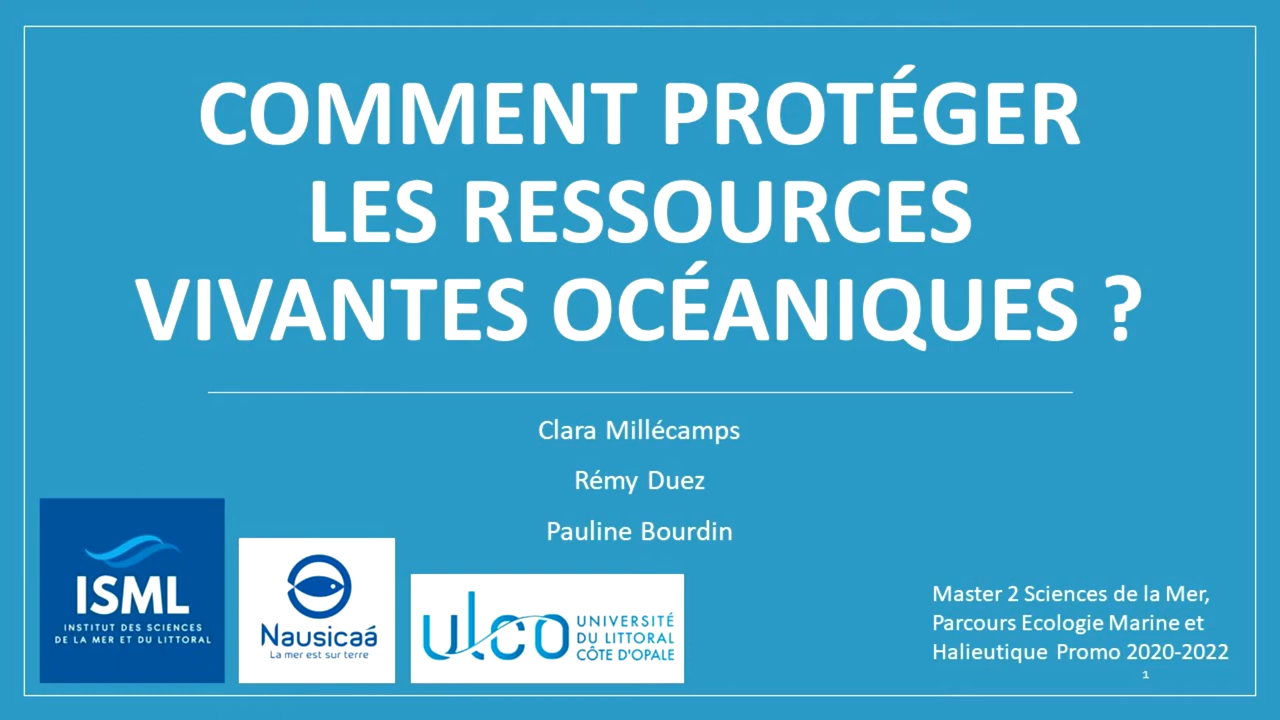 COMMENT PROTÉGER
LES RESSOURCES
VIVANTES OCÉANIQUES ?
Clara Millécamps
Rémy Duez
Pauline Bourdin
ISML
INSTITUT DES SCIENCES
DE LA MER ET DU LITTORAL
Nausicaá
La mer est sur terre
ulco
UNIVERSITÉ
DU LITTORAL
CÔTE D'OPALE
Master 2 Sciences de la Mer,
Parcours Ecologie Marine et
Halieutique Promo 2020-2022
1